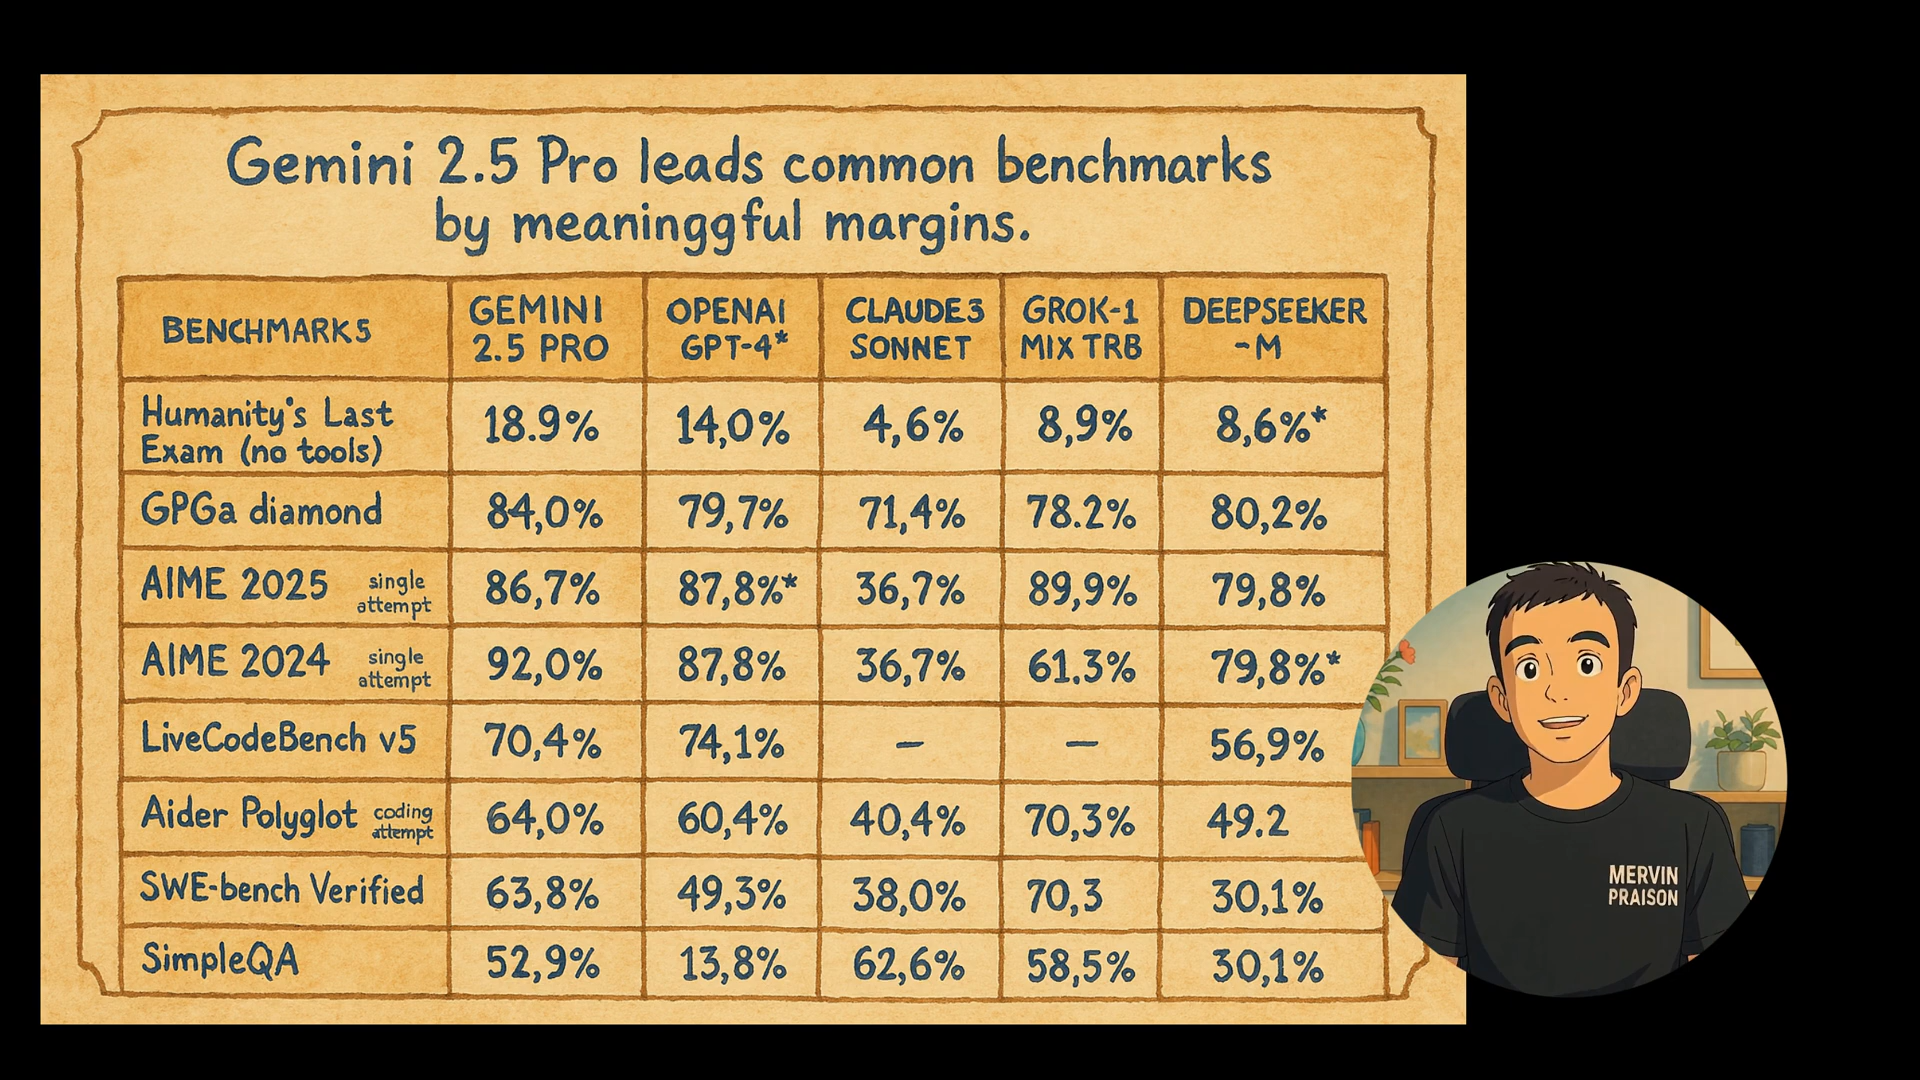 Gemini 2.5 Pro leads common benchmarks
by meaninggful margins.
BENCHMARKS
GEMINI
2.5 PRO
OPENAI
GPT-4*
CLAUDE3
SONNET
GROK-1
MIX TRB
DEEPSEEKER
-M
Humanity's Last
Exam (no tools)
18.9%
14,0%
4,6%
8,9%
8,6%*
GPGa diamond
84,0%
79,7%
71,4%
78.2%
80,2%
AIME 2025
single
attempt
86,7%
87,8%*
36,7%
89,9%
79,8%
AIME 2024
single
attempt
92,0%
87,8%
36,7%
61.3%
79,8%*
LiveCodeBench v5
70,4%
74,1%
–
–
56,9%
Aider Polyglot
coding
attempt
64,0%
60,4%
40,4%
70,3%
49.2
SWE-bench Verified
63,8%
49,3%
38,0%
70,3
30,1%
SimpleQA
52,9%
13,8%
62,6%
58,5%
30,1%
MERVIN
PRAISON